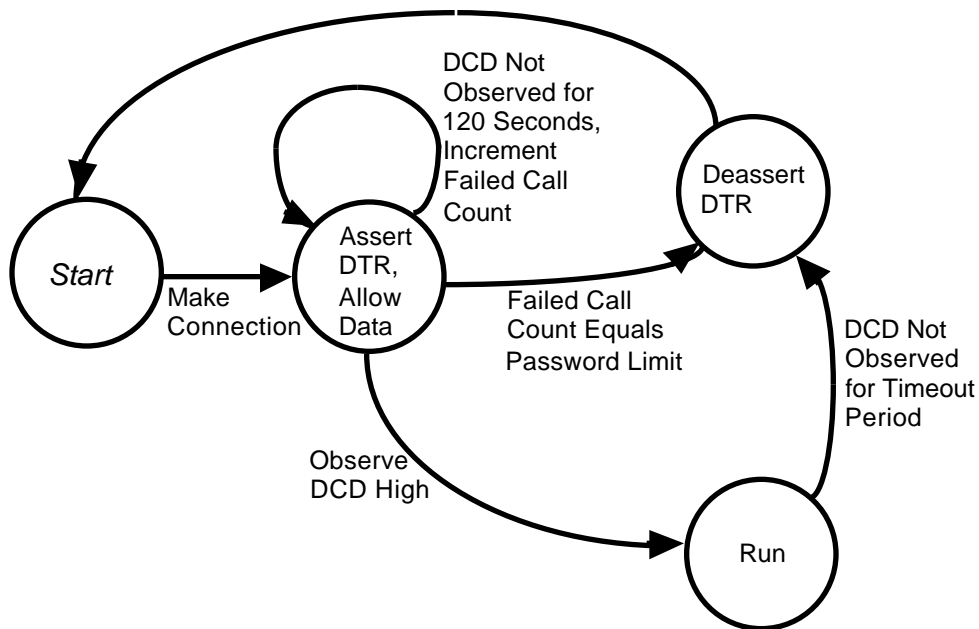 DCD Not
Observed for
120 Seconds,
Increment
Failed Call
Count
Deassert
DTR
Start
Assert
DTR,
Allow
Data
Make
Connection
Failed Call
Count Equals
Password Limit
DCD Not
Observed
for Timeout
Period
Observe
DCD High
Run